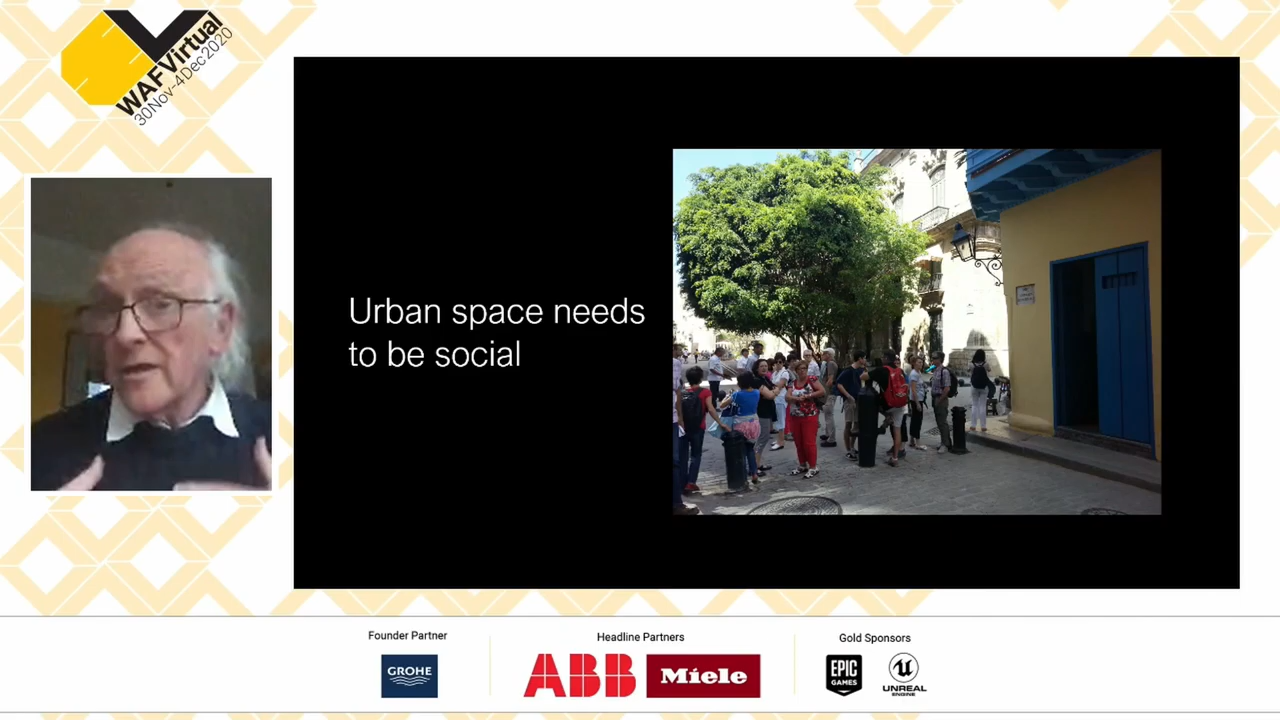 WAFVirtual
30Nov-4Dec2020
Urban space needs
to be social
Founder Partner
Headline Partners
Gold Sponsors
GROHE
ABB
Miele
EPIC
GAMES
UNREAL
ENGINE